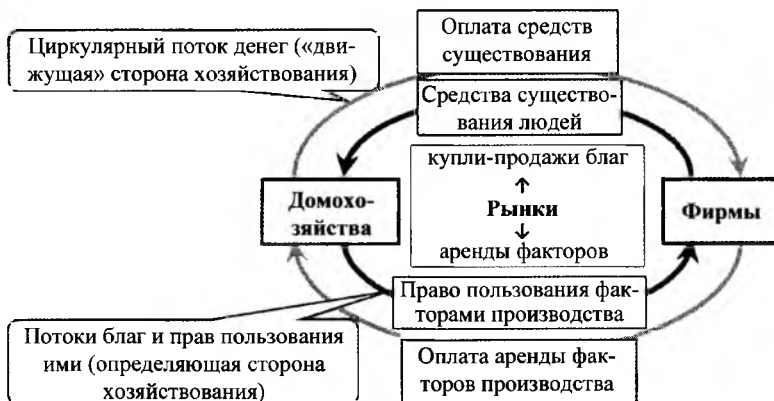 Оплата средств
существования
Циркулярный поток денег («дви-
жущая» сторона хозяйствования)
Средства существо-
вания людей
купли-продажи благ
↑
Рынки
↓
аренды факторов
Домохо-
зяйства
Фирмы
Право пользования фак-
торами производства
Потоки благ и прав пользования
ими (определяющая сторона
хозяйствования)
Оплата аренды фак-
торов производства